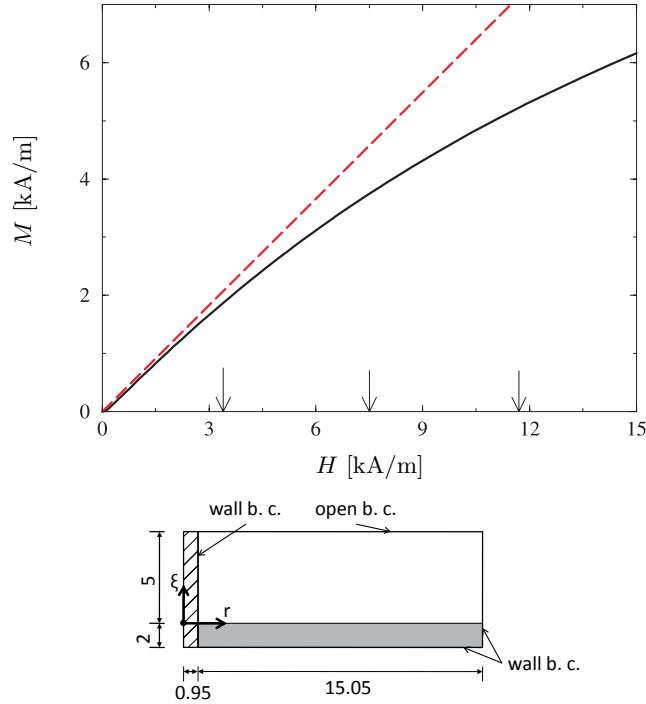 6
4
2
0
M [kA/m]
0 3 6 9 12 15
H [kA/m]
wall b. c. open b. c.
5
ξ
r
2
wall b. c.
0.95 15.05